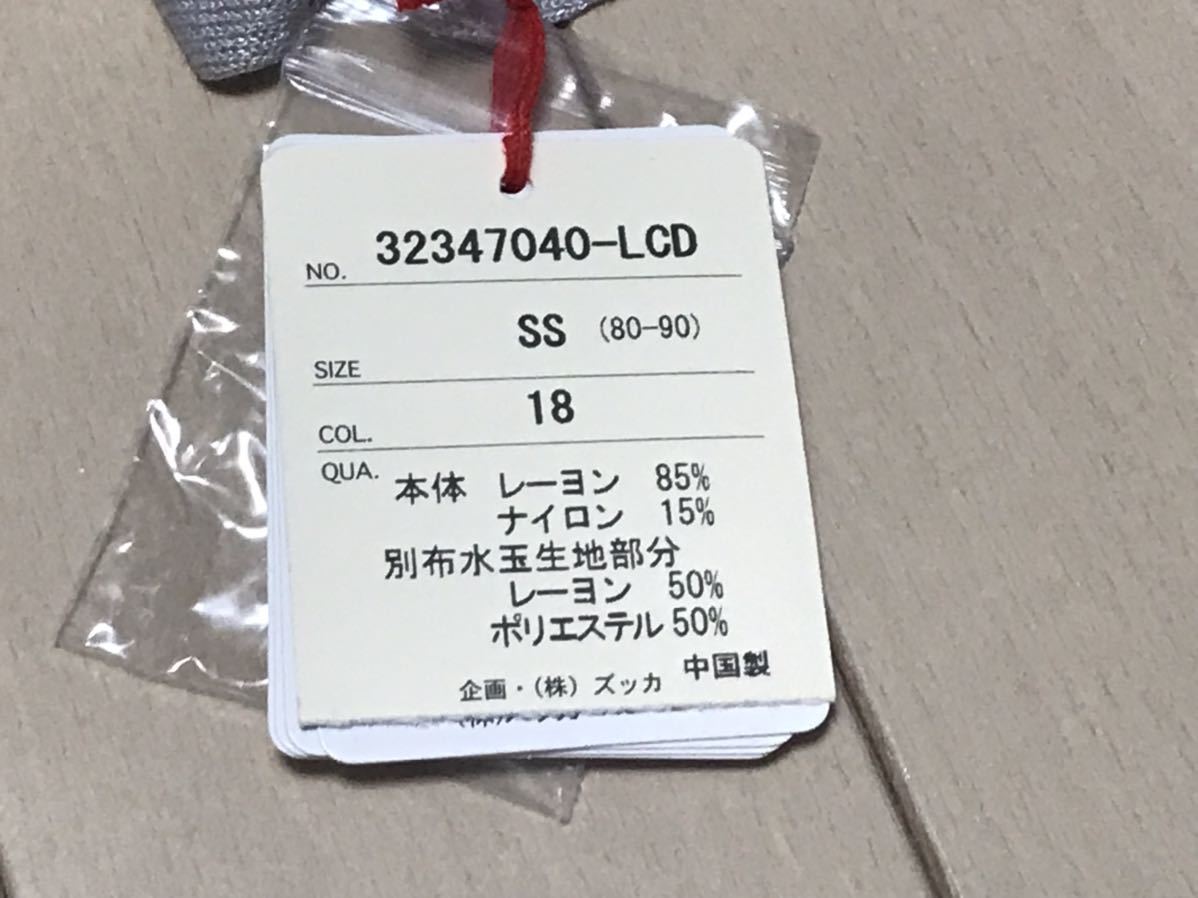 NO. 32347040-LCD
SIZE SS (80-90)
COL. 18
QUA. 本体 レーヨン 85%
ナイロン 15%
別布水玉生地部分
レーヨン 50%
ポリエステル 50%
中国製
企画・(株)ズッカ